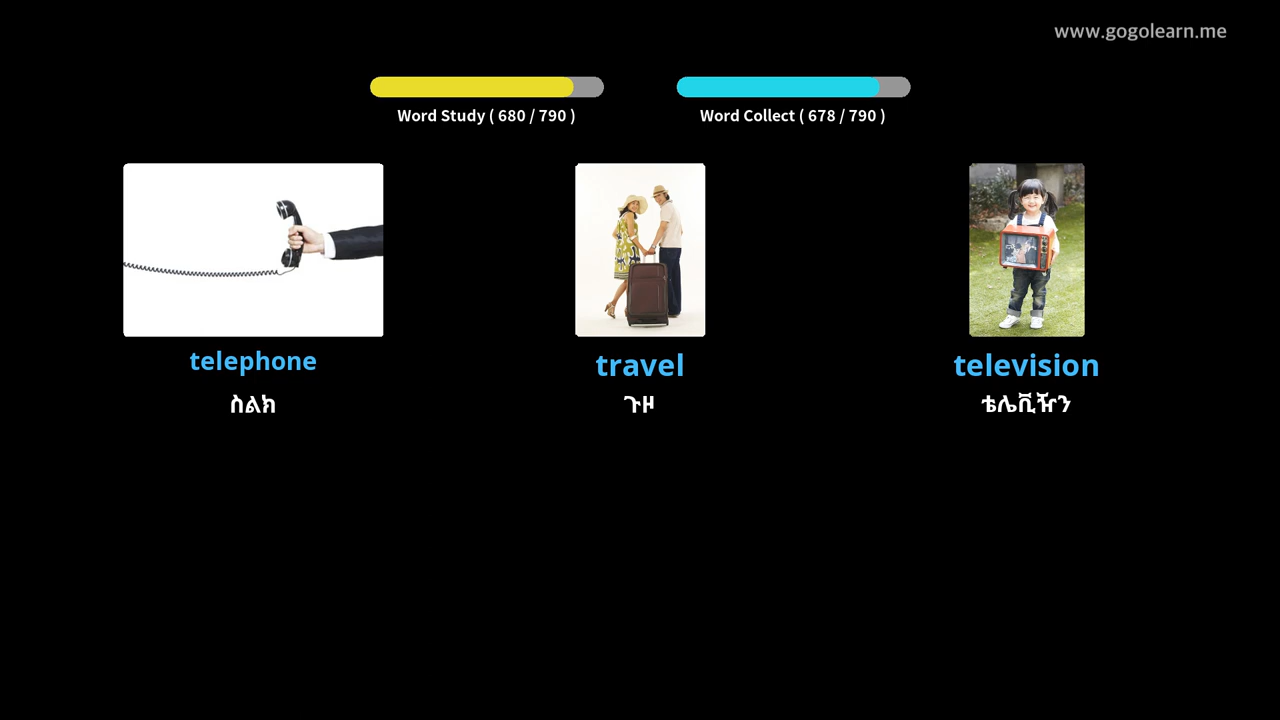 www.gogolearn.me
Word Study ( 680 / 790 )
Word Collect ( 678 / 790 )
telephone
ስልክ
travel
ጉዞ
television
ቴሌቪዥን